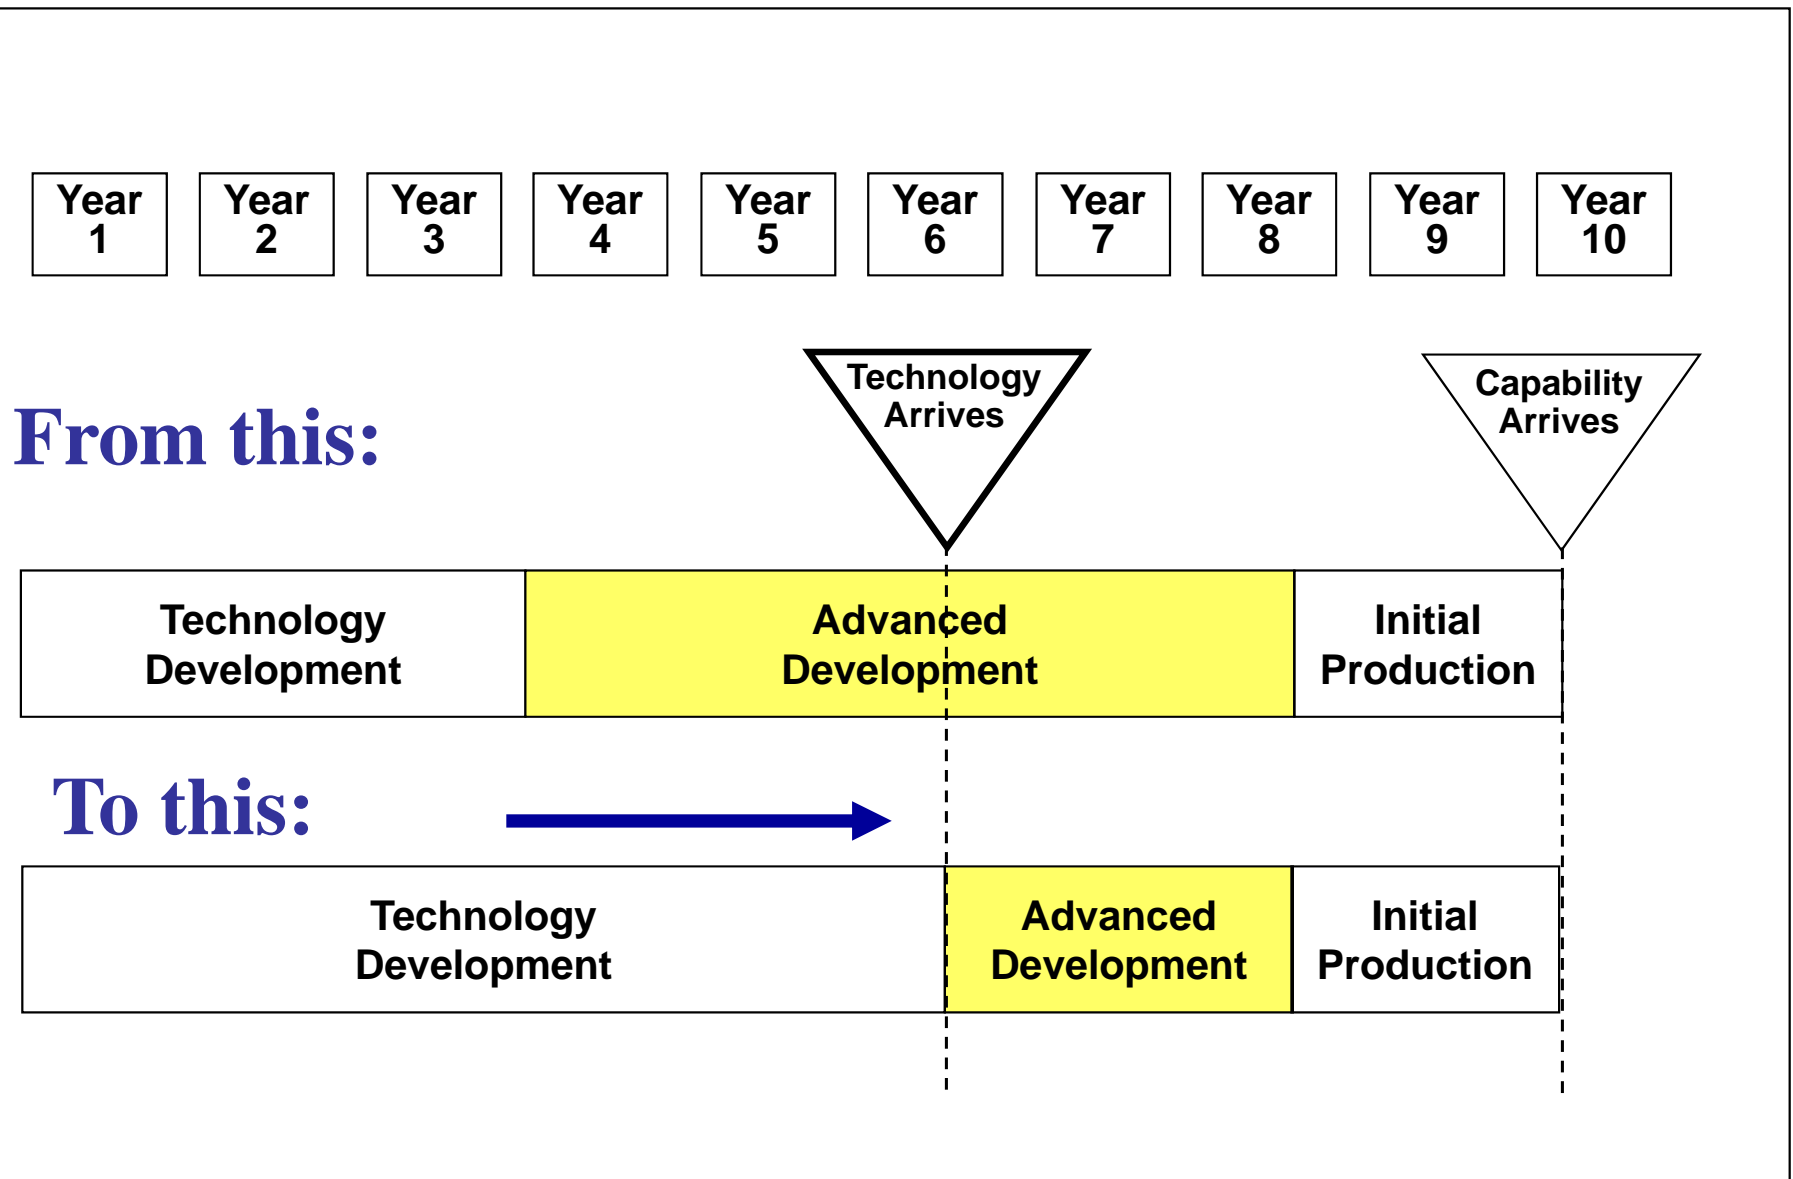 Year
1
Year
2
Year
3
Year
4
Year
5
Year
6
Year
7
Year
8
Year
9
Year
10
Technology
Arrives
Capability
Arrives
From this:
Technology
Development
Advanced
Development
Initial
Production
To this:
Technology
Development
Advanced
Development
Initial
Production